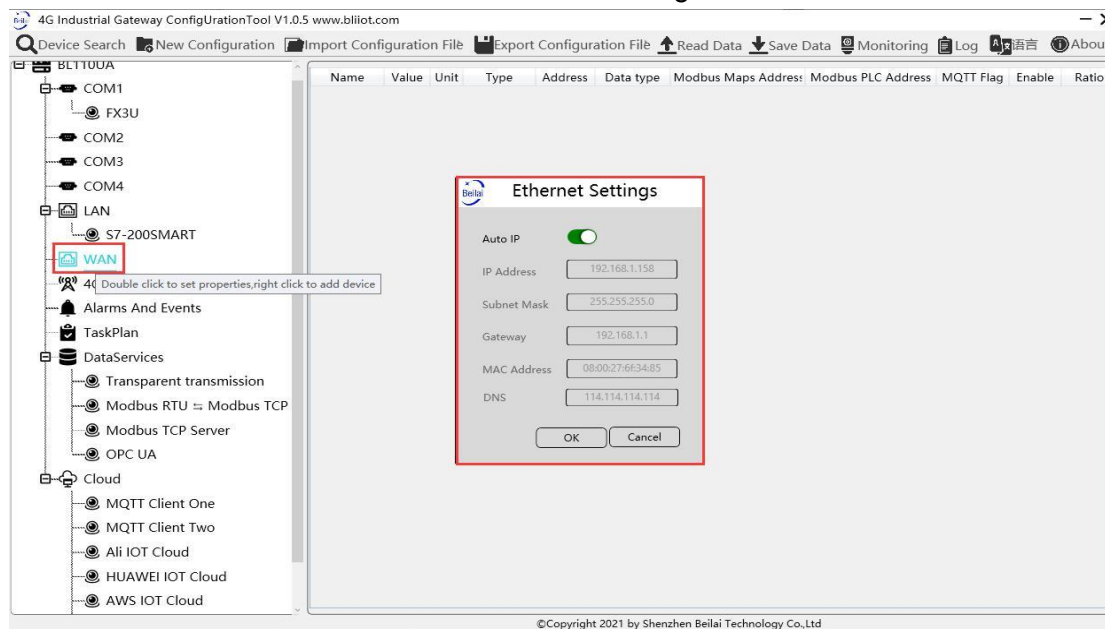 Beilai 4G Industrial Gateway ConfigUrationTool V1.0.5 www.bliiot.com
Device Search New Configuration Import Configuration File Export Configuration File Read Data Save Data Monitoring Log 语言 Abou
BL110UA
Name Value Unit Type Address Data type Modbus Maps Address Modbus PLC Address MQTT Flag Enable Ratio
COM1
FX3U
COM2
COM3
COM4
LAN
S7-200SMART
WAN
4G
Double click to set properties,right click to add device
Alarms And Events
TaskPlan
DataServices
Transparent transmission
Modbus RTU ⇆ Modbus TCP
Modbus TCP Server
OPC UA
Cloud
MQTT Client One
MQTT Client Two
Ali IOT Cloud
HUAWEI IOT Cloud
AWS IOT Cloud
Beilai Ethernet Settings
Auto IP
IP Address 192.168.1.158
Subnet Mask 255.255.255.0
Gateway 192.168.1.1
MAC Address 08:00:27:6f:34:85
DNS 114.114.114.114
OK Cancel
©Copyright 2021 by Shenzhen Beilai Technology Co.,Ltd